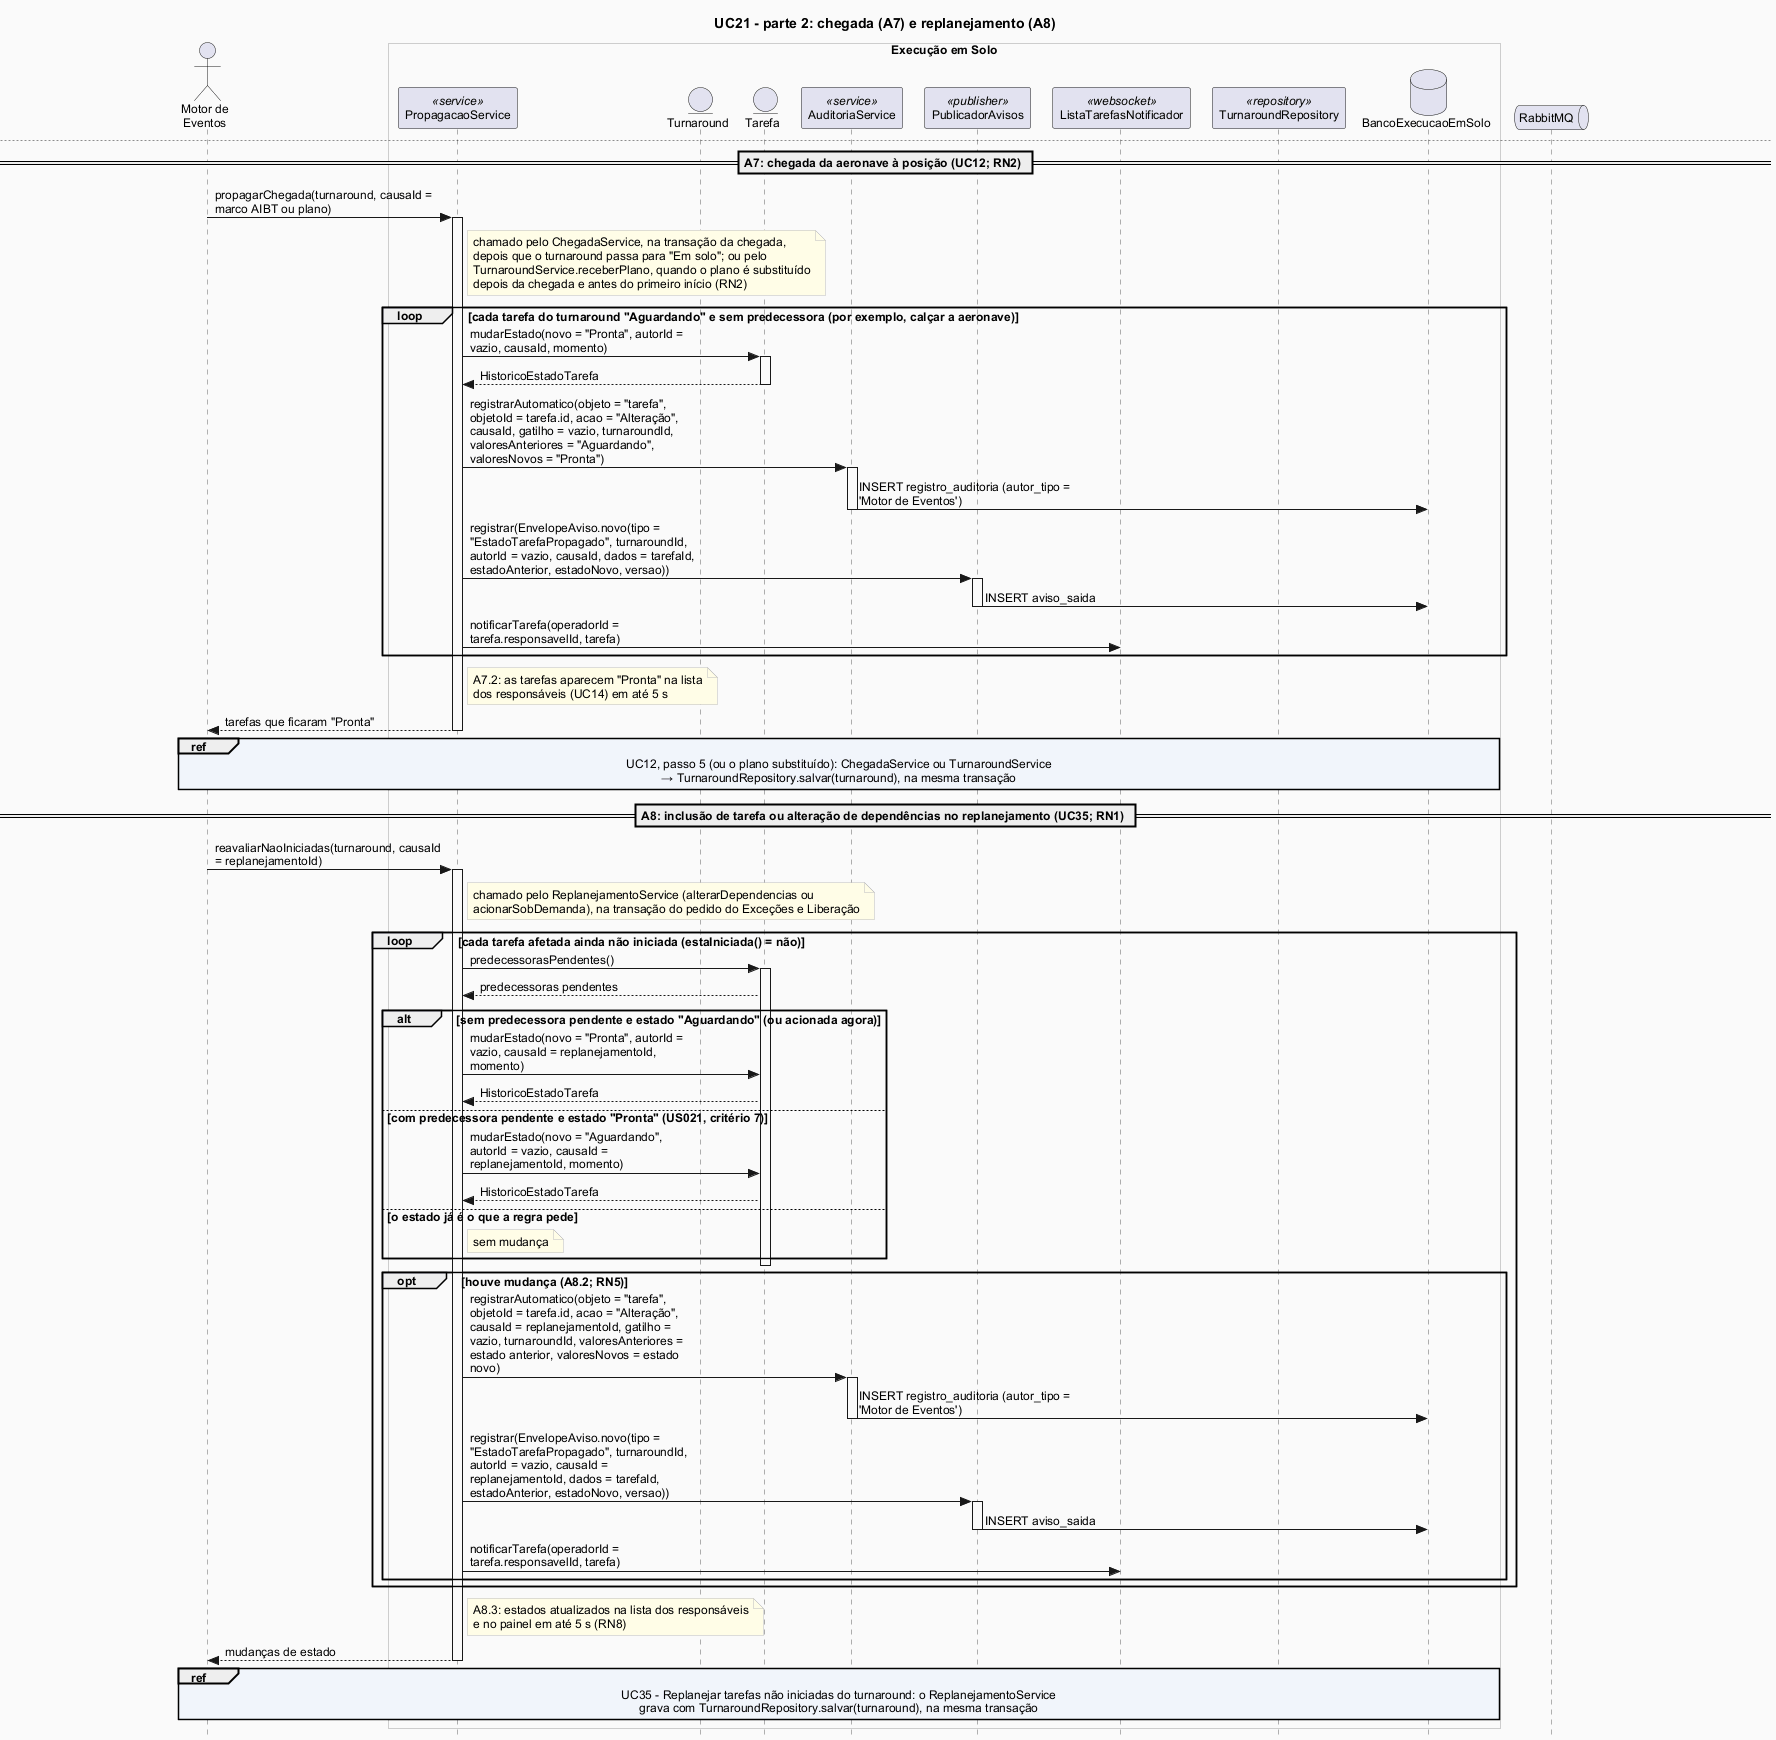 UC21 - parte 2: chegada (A7) e replanejamento (A8)
Execução em Solo
Motor de
Eventos
«service»
PropagacaoService
Turnaround
Tarefa
«service»
AuditoriaService
«publisher»
PublicadorAvisos
«websocket»
ListaTarefasNotificador
«repository»
TurnaroundRepository
BancoExecucaoEmSolo
RabbitMQ
A7: chegada da aeronave à posição (UC12; RN2)
propagarChegada(turnaround, causaId =
marco AIBT ou plano)
chamado pelo ChegadaService, na transação da chegada,
depois que o turnaround passa para "Em solo"; ou pelo
TurnaroundService.receberPlano, quando o plano é substituído
depois da chegada e antes do primeiro início (RN2)
loop
[cada tarefa do turnaround "Aguardando" e sem predecessora (por exemplo, calçar a aeronave)]
mudarEstado(novo = "Pronta", autorId =
vazio, causaId, momento)
HistoricoEstadoTarefa
registrarAutomatico(objeto = "tarefa",
objetoId = tarefa.id, acao = "Alteração",
causaId, gatilho = vazio, turnaroundId,
valoresAnteriores = "Aguardando",
valoresNovos = "Pronta")
INSERT registro_auditoria (autor_tipo =
'Motor de Eventos')
registrar(EnvelopeAviso.novo(tipo =
"EstadoTarefaPropagado", turnaroundId,
autorId = vazio, causaId, dados = tarefaId,
estadoAnterior, estadoNovo, versao))
INSERT aviso_saida
notificarTarefa(operadorId =
tarefa.responsavelId, tarefa)
A7.2: as tarefas aparecem "Pronta" na lista
dos responsáveis (UC14) em até 5 s
tarefas que ficaram "Pronta"
ref
UC12, passo 5 (ou o plano substituído): ChegadaService ou TurnaroundService
→ TurnaroundRepository.salvar(turnaround), na mesma transação
A8: inclusão de tarefa ou alteração de dependências no replanejamento (UC35; RN1)
reavaliarNaoIniciadas(turnaround, causaId
= replanejamentoId)
chamado pelo ReplanejamentoService (alterarDependencias ou
acionarSobDemanda), na transação do pedido do Exceções e Liberação
loop
[cada tarefa afetada ainda não iniciada (estaIniciada() = não)]
predecessorasPendentes()
predecessoras pendentes
alt
[sem predecessora pendente e estado "Aguardando" (ou acionada agora)]
mudarEstado(novo = "Pronta", autorId =
vazio, causaId = replanejamentoId,
momento)
HistoricoEstadoTarefa
[com predecessora pendente e estado "Pronta" (US021, critério 7)]
mudarEstado(novo = "Aguardando",
autorId = vazio, causaId =
replanejamentoId, momento)
HistoricoEstadoTarefa
[o estado já é o que a regra pede]
sem mudança
opt
[houve mudança (A8.2; RN5)]
registrarAutomatico(objeto = "tarefa",
objetoId = tarefa.id, acao = "Alteração",
causaId = replanejamentoId, gatilho =
vazio, turnaroundId, valoresAnteriores =
estado anterior, valoresNovos = estado
novo)
INSERT registro_auditoria (autor_tipo =
'Motor de Eventos')
registrar(EnvelopeAviso.novo(tipo =
"EstadoTarefaPropagado", turnaroundId,
autorId = vazio, causaId =
replanejamentoId, dados = tarefaId,
estadoAnterior, estadoNovo, versao))
INSERT aviso_saida
notificarTarefa(operadorId =
tarefa.responsavelId, tarefa)
A8.3: estados atualizados na lista dos responsáveis
e no painel em até 5 s (RN8)
mudanças de estado
ref
UC35 - Replanejar tarefas não iniciadas do turnaround: o ReplanejamentoService
grava com TurnaroundRepository.salvar(turnaround), na mesma transação